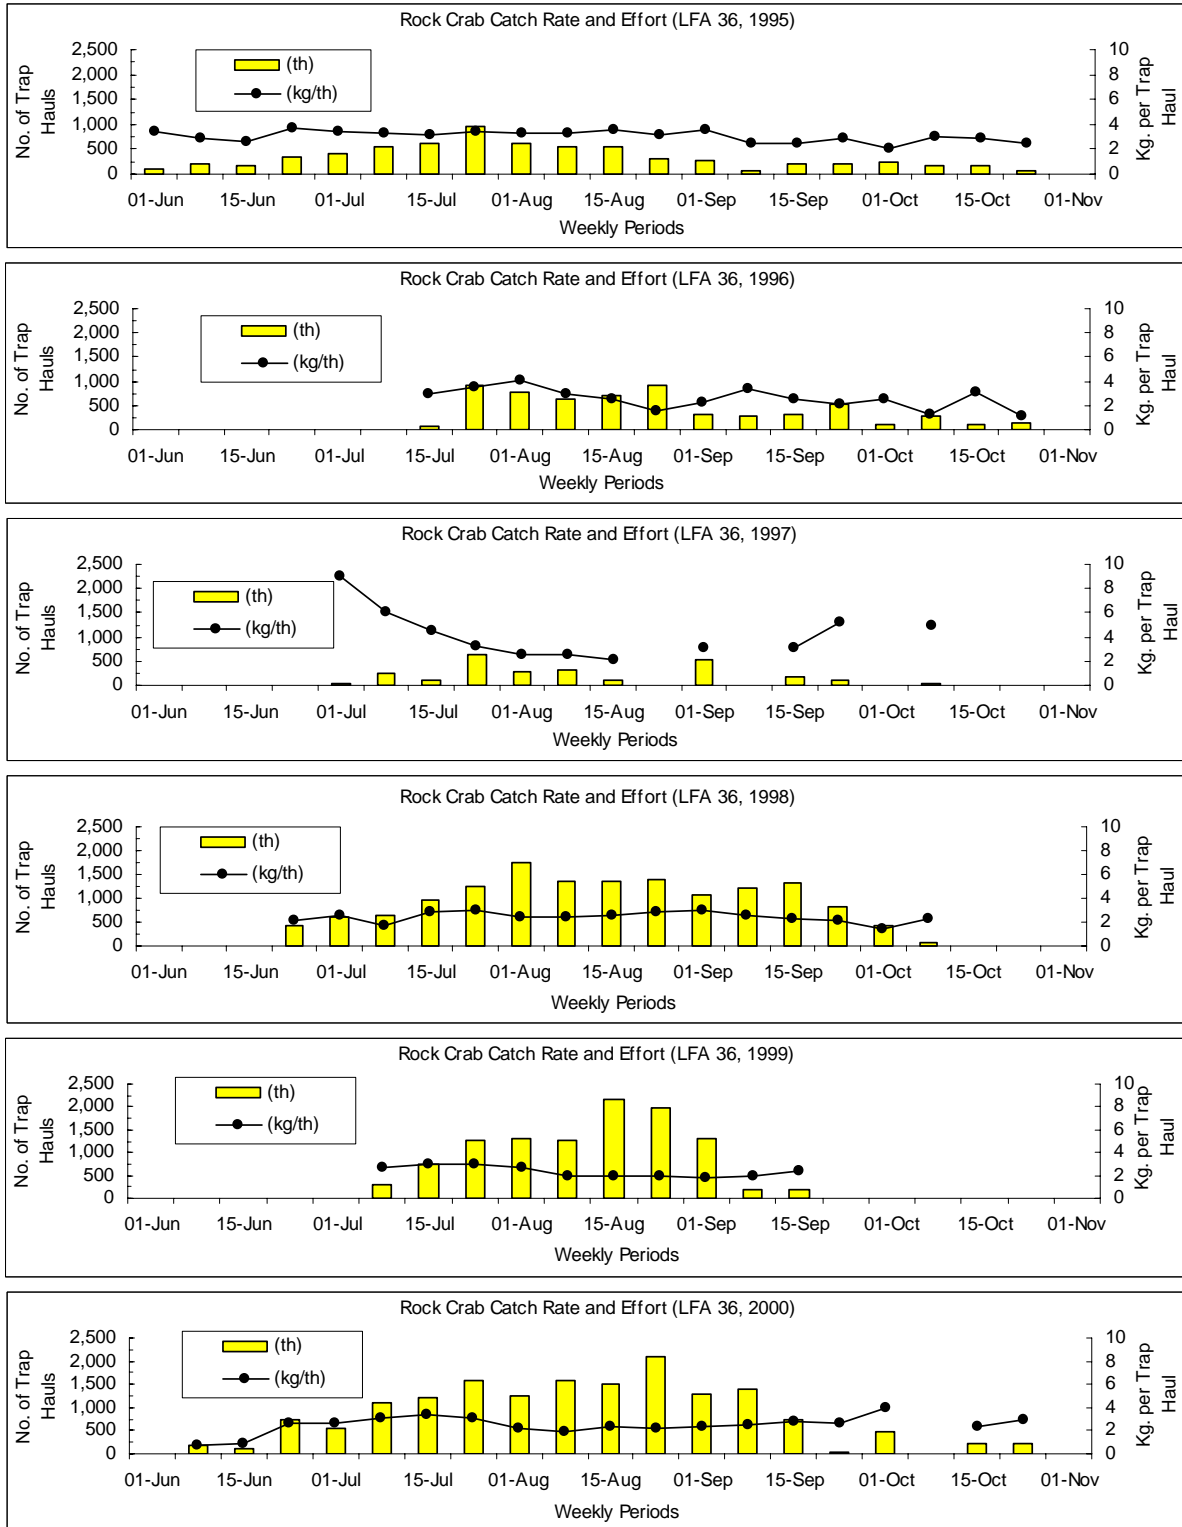 Rock Crab Catch Rate and Effort (LFA 36, 1995)
No. of Trap
Hauls
2,500
2,000
1,500
1,000
500
0
(th)
(kg/th)
10
8
6
4
2
0
Kg. per Trap
Haul
01-Jun 15-Jun 01-Jul 15-Jul 01-Aug 15-Aug 01-Sep 15-Sep 01-Oct 15-Oct 01-Nov
Weekly Periods
Rock Crab Catch Rate and Effort (LFA 36, 1996)
No. of Trap
Hauls
2,500
2,000
1,500
1,000
500
0
(th)
(kg/th)
10
8
6
4
2
0
Kg. per Trap
Haul
01-Jun 15-Jun 01-Jul 15-Jul 01-Aug 15-Aug 01-Sep 15-Sep 01-Oct 15-Oct 01-Nov
Weekly Periods
Rock Crab Catch Rate and Effort (LFA 36, 1997)
No. of Trap
Hauls
2,500
2,000
1,500
1,000
500
0
(th)
(kg/th)
10
8
6
4
2
0
Kg. per Trap
Haul
01-Jun 15-Jun 01-Jul 15-Jul 01-Aug 15-Aug 01-Sep 15-Sep 01-Oct 15-Oct 01-Nov
Weekly Periods
Rock Crab Catch Rate and Effort (LFA 36, 1998)
No. of Trap
Hauls
2,500
2,000
1,500
1,000
500
0
(th)
(kg/th)
10
8
6
4
2
0
Kg. per Trap
Haul
01-Jun 15-Jun 01-Jul 15-Jul 01-Aug 15-Aug 01-Sep 15-Sep 01-Oct 15-Oct 01-Nov
Weekly Periods
Rock Crab Catch Rate and Effort (LFA 36, 1999)
No. of Trap
Hauls
2,500
2,000
1,500
1,000
500
0
(th)
(kg/th)
10
8
6
4
2
0
Kg. per Trap
Haul
01-Jun 15-Jun 01-Jul 15-Jul 01-Aug 15-Aug 01-Sep 15-Sep 01-Oct 15-Oct 01-Nov
Weekly Periods
Rock Crab Catch Rate and Effort (LFA 36, 2000)
No. of Trap
Hauls
2,500
2,000
1,500
1,000
500
0
(th)
(kg/th)
10
8
6
4
2
0
Kg. per Trap
Haul
01-Jun 15-Jun 01-Jul 15-Jul 01-Aug 15-Aug 01-Sep 15-Sep 01-Oct 15-Oct 01-Nov
Weekly Periods